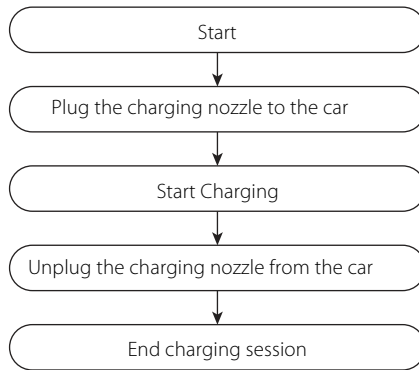 Start
Plug the charging nozzle to the car
Start Charging
Unplug the charging nozzle from the car
End charging session